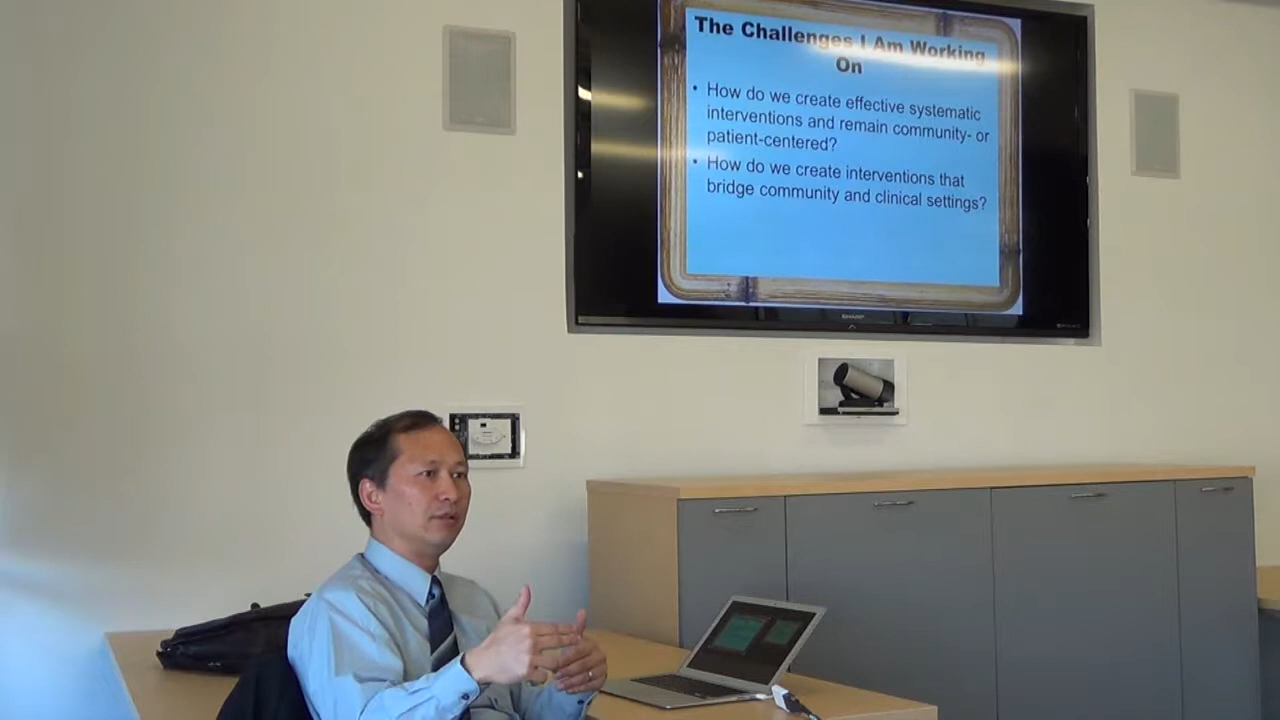 The Challenges I Am Working
On
• How do we create effective systematic
interventions and remain community- or
patient-centered?
• How do we create interventions that
bridge community and clinical settings?
SHARP